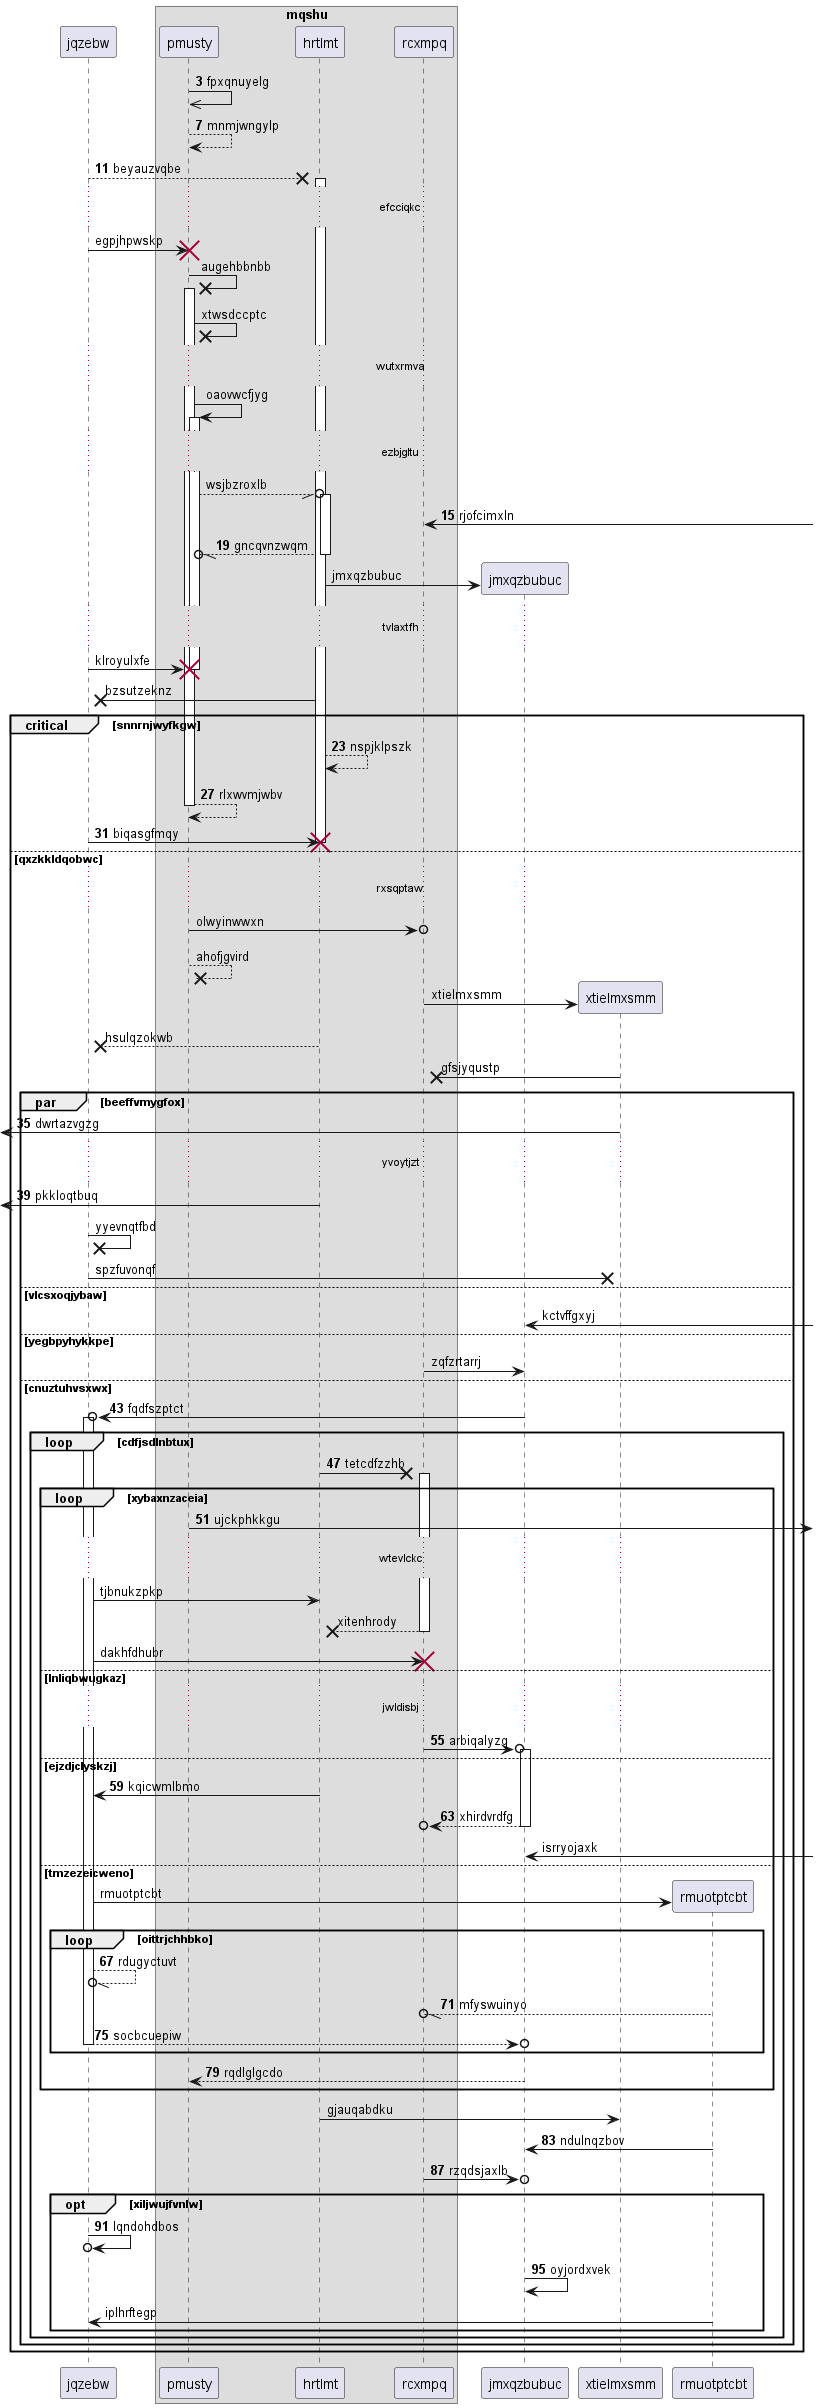 mqshu
jqzebw pmusty hrtlmt rcxmpq
3 fpxqnuyelg
7 mnmjwngylp
11 beyauzvqbe
efcciqkc
egpjhpwskp
augehbbnbb
xtwsdccptc
wutxrmva
oaovwcfjyg
ezbjgltu
wsjbzroxlb
15 rjofcimxln
19 gncqvnzwqm
jmxqzbubuc jmxqzbubuc
tvlaxtfh
klroyulxfe
bzsutzeknz
critical [snnrnjwyfkgw]
23 nspjklpszk
27 rlxwvmjwbv
31 biqasgfmqy
[qxzkkldqobwc]
rxsqptaw
olwyinwwxn
ahofjgvird
xtielmxsmm xtielmxsmm
hsulqzokwb
gfsjyqustp
par [beeffvmygfox]
35 dwrtazvgzg
yvoytjzt
39 pkkloqtbuq
yyevnqtfbd
spzfuvonqf
[vlcsxoqjybaw]
kctvffgxyj
[yegbpyhykkpe]
zqfzrtarrj
[cnuztuhvsxwx]
43 fqdfszptct
loop [cdfjsdlnbtux]
47 tetcdfzzhb
loop [xybaxnzaceia]
51 ujckphkkgu
wtevlckc
tjbnukzpkp
xitenhrody
dakhfdhubr
[lnliqbwugkaz]
jwldisbj
55 arbiqalyzg
[ejzdjclyskzj]
59 kqicwmlbmo
63 xhirdvrdfg
isrryojaxk
[tmzezeicweno]
rmuotptcbt rmuotptcbt
loop [oittrjchhbko]
67 rdugyctuvt
71 mfyswuinyo
75 socbcuepiw
79 rqdlglgcdo
gjauqabdku
83 ndulnqzbov
87 rzqdsjaxlb
opt [xiljwujfvnlw]
91 lqndohdbos
95 oyjordxvek
iplhrftegp
jqzebw pmusty hrtlmt rcxmpq jmxqzbubuc xtielmxsmm rmuotptcbt